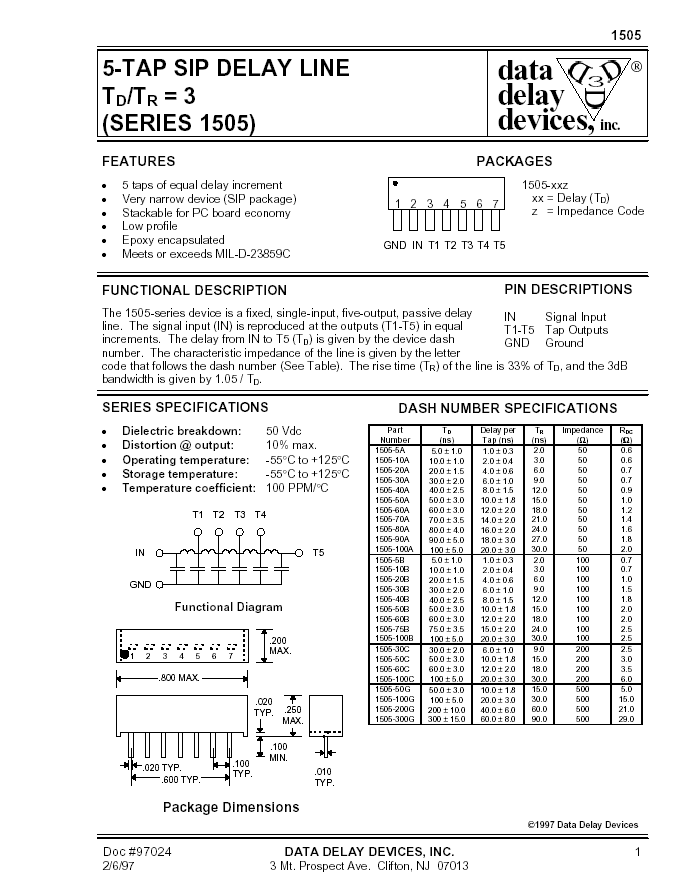 1505
5-TAP SIP DELAY LINE
TD/TR = 3
(SERIES 1505)
data
delay
devices, inc.
3
D
®
FEATURES
• 5 taps of equal delay increment
• Very narrow device (SIP package)
• Stackable for PC board economy
• Low profile
• Epoxy encapsulated
• Meets or exceeds MIL-D-23859C
PACKAGES
1 2 3 4 5 6 7
GND IN T1 T2 T3 T4 T5
1505-xxz
xx = Delay (TD)
z = Impedance Code
FUNCTIONAL DESCRIPTION
The 1505-series device is a fixed, single-input, five-output, passive delay
line. The signal input (IN) is reproduced at the outputs (T1-T5) in equal
increments. The delay from IN to T5 (TD) is given by the device dash
number. The characteristic impedance of the line is given by the letter
code that follows the dash number (See Table). The rise time (TR) of the line is 33% of TD, and the 3dB
bandwidth is given by 1.05 / TD.
PIN DESCRIPTIONS
IN Signal Input
T1-T5 Tap Outputs
GND Ground
SERIES SPECIFICATIONS
• Dielectric breakdown: 50 Vdc
• Distortion @ output: 10% max.
• Operating temperature: -55°C to +125°C
• Storage temperature: -55°C to +125°C
• Temperature coefficient: 100 PPM/°C
T1 T2 T3 T4
IN
T5
GND
Functional Diagram
1 2 3 4 5 6 7
.200
MAX.
.800 MAX.
.020
TYP.
.250
MAX.
.100
MIN.
.020 TYP.
.100
TYP.
.600 TYP.
.010
TYP.
Package Dimensions
DASH NUMBER SPECIFICATIONS
Part Number TD (ns) Delay per Tap (ns) TR (ns) Impedance (Ω) RDC (Ω)
1505-5A 5.0 ± 1.0 1.0 ± 0.3 2.0 50 0.6
1505-10A 10.0 ± 1.0 2.0 ± 0.4 3.0 50 0.6
1505-20A 20.0 ± 1.5 4.0 ± 0.6 6.0 50 0.7
1505-30A 30.0 ± 2.0 6.0 ± 1.0 9.0 50 0.7
1505-40A 40.0 ± 2.5 8.0 ± 1.5 12.0 50 0.9
1505-50A 50.0 ± 3.0 10.0 ± 1.8 15.0 50 1.0
1505-60A 60.0 ± 3.0 12.0 ± 2.0 18.0 50 1.2
1505-70A 70.0 ± 3.5 14.0 ± 2.0 21.0 50 1.4
1505-80A 80.0 ± 4.0 16.0 ± 2.0 24.0 50 1.6
1505-90A 90.0 ± 5.0 18.0 ± 3.0 27.0 50 1.8
1505-100A 100 ± 5.0 20.0 ± 3.0 30.0 50 2.0
1505-5B 5.0 ± 1.0 1.0 ± 0.3 2.0 100 0.7
1505-10B 10.0 ± 1.0 2.0 ± 0.4 3.0 100 0.7
1505-20B 20.0 ± 1.5 4.0 ± 0.6 6.0 100 1.0
1505-30B 30.0 ± 2.0 6.0 ± 1.0 9.0 100 1.5
1505-40B 40.0 ± 2.5 8.0 ± 1.5 12.0 100 1.8
1505-50B 50.0 ± 3.0 10.0 ± 1.8 15.0 100 2.0
1505-60B 60.0 ± 3.0 12.0 ± 2.0 18.0 100 2.0
1505-75B 75.0 ± 3.5 15.0 ± 2.0 24.0 100 2.5
1505-100B 100 ± 5.0 20.0 ± 3.0 30.0 100 2.5
1505-30C 30.0 ± 2.0 6.0 ± 1.0 9.0 200 2.5
1505-50C 50.0 ± 3.0 10.0 ± 1.8 15.0 200 3.0
1505-60C 60.0 ± 3.0 12.0 ± 2.0 18.0 200 3.5
1505-100C 100 ± 5.0 20.0 ± 3.0 30.0 200 6.0
1505-50G 50.0 ± 3.0 10.0 ± 1.8 15.0 500 5.0
1505-100G 100 ± 5.0 20.0 ± 3.0 30.0 500 15.0
1505-200G 200 ± 10.0 40.0 ± 6.0 60.0 500 21.0
1505-300G 300 ± 15.0 60.0 ± 8.0 90.0 500 29.0
©1997 Data Delay Devices
Doc #97024 DATA DELAY DEVICES, INC. 1
2/6/97 3 Mt. Prospect Ave. Clifton, NJ 07013